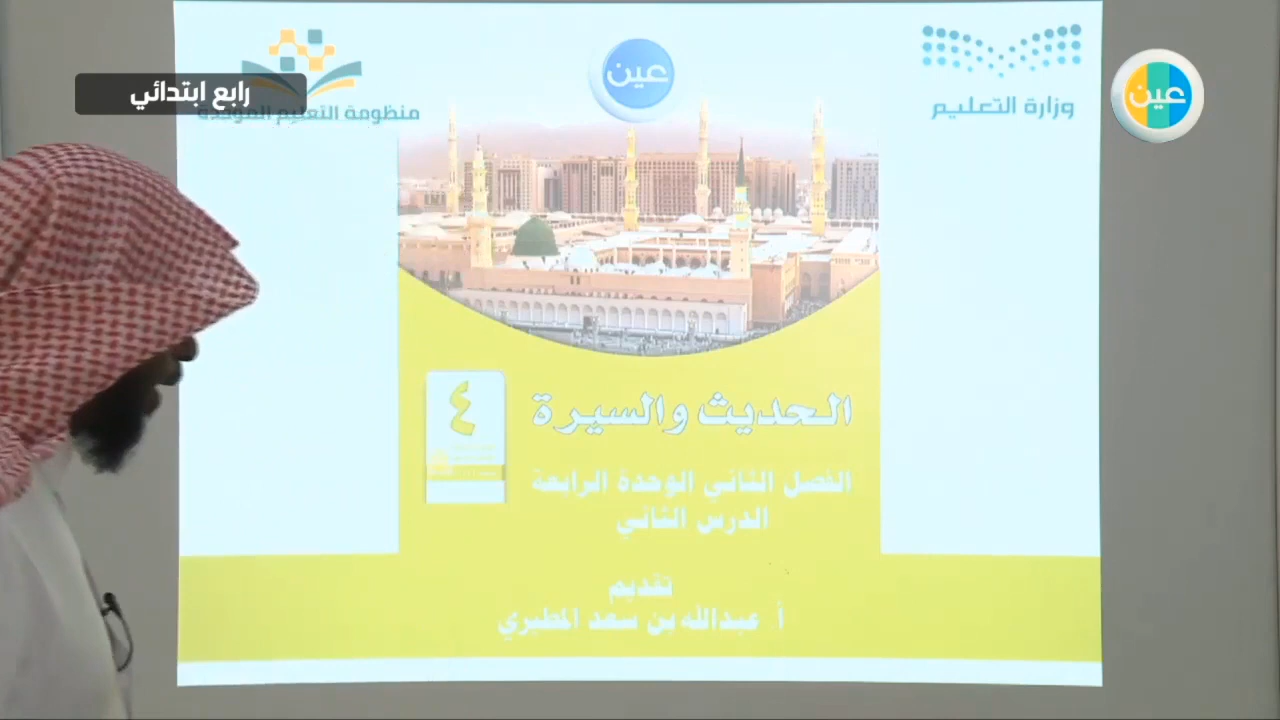 رابع ابتدائي
وزارة التعليم
عين
عين
منظومة التعليم الموحدة
الحديث والسيرة
٤
الفصل الثاني الوحدة الرابعة
الدرس الثاني
تقديم
أ عبدالله بن سعد المطيري